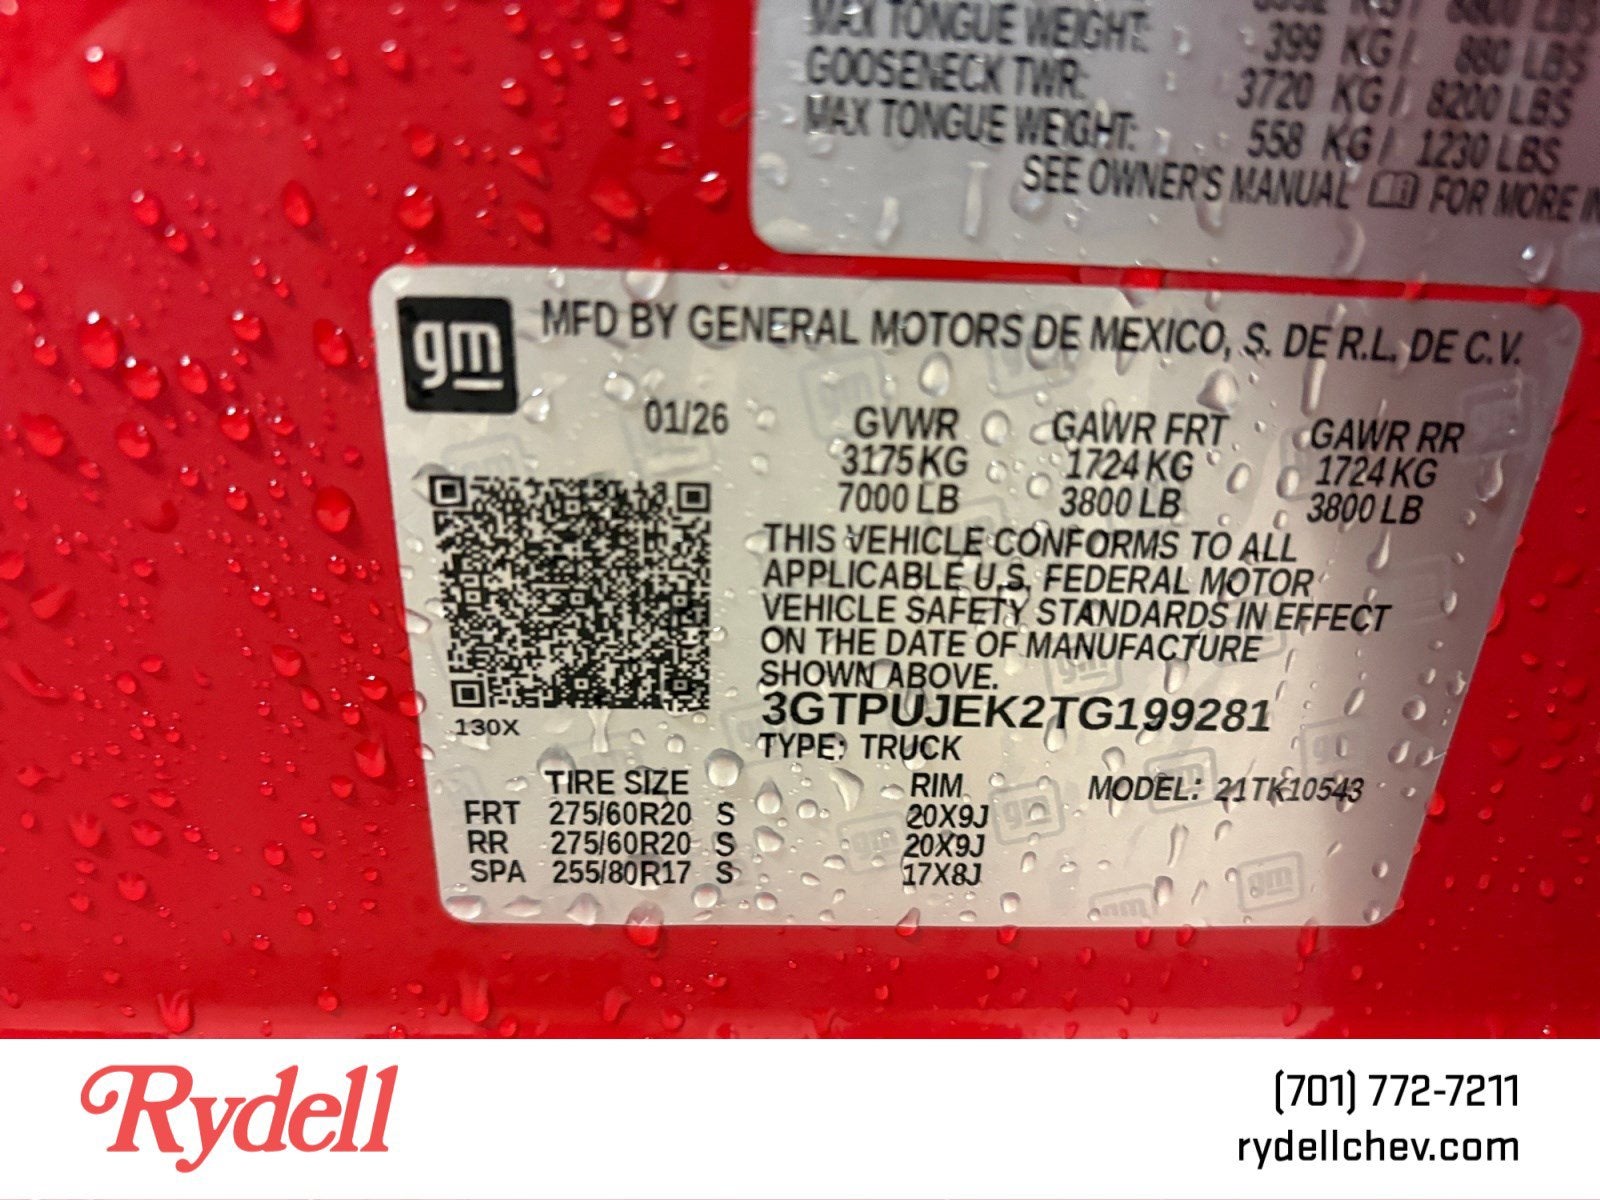 MAX TONGUE WEIGHT: 399 KG / 880 LBS
GOOSENECK TWR: 3720 KG / 8200 LBS
MAX TONGUE WEIGHT: 558 KG / 1230 LBS
SEE OWNER'S MANUAL FOR MORE
gm MFD BY GENERAL MOTORS DE MEXICO, S. DE R.L. DE C.V.
01/26 GVWR GAWR FRT GAWR RR
3175 KG 1724 KG 1724 KG
7000 LB 3800 LB 3800 LB
THIS VEHICLE CONFORMS TO ALL
APPLICABLE U.S. FEDERAL MOTOR
VEHICLE SAFETY STANDARDS IN EFFECT
ON THE DATE OF MANUFACTURE
SHOWN ABOVE.
3GTPUJEK2TG199281
130X
TYPE: TRUCK
TIRE SIZE RIM MODEL: 21TK10543
FRT 275/60R20 S 20X9J
RR 275/60R20 S 20X9J
SPA 255/80R17 S 17X8J
Rydell
(701) 772-7211
rydellchev.com